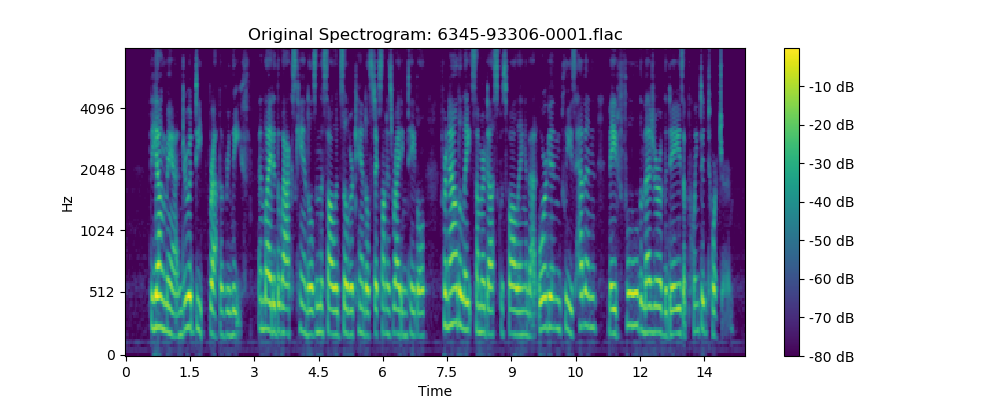 Original Spectrogram: 6345-93306-0001.flac
Hz
4096
2048
1024
512
0
0 1.5 3 4.5 6 7.5 9 10 12 14
Time
-10 dB
-20 dB
-30 dB
-40 dB
-50 dB
-60 dB
-70 dB
-80 dB